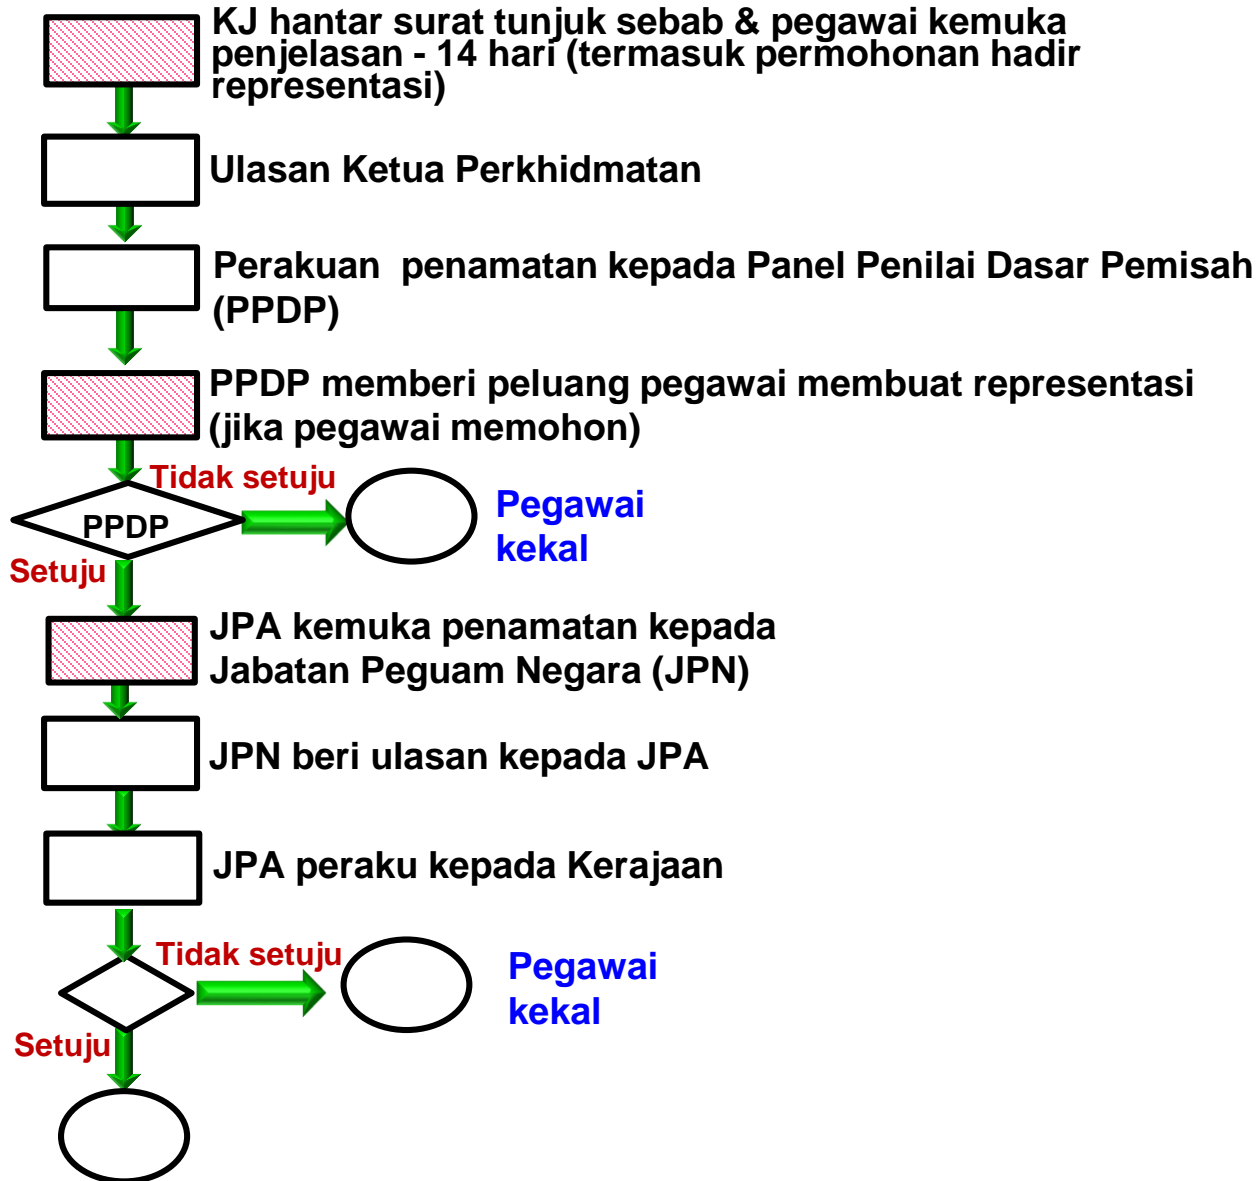 KJ hantar surat tunjuk sebab & pegawai kemuka
penjelasan - 14 hari (termasuk permohonan hadir
representasi)
Ulasan Ketua Perkhidmatan
Perakuan penamatan kepada Panel Penilai Dasar Pemisah
(PPDP)
PPDP memberi peluang pegawai membuat representasi
(jika pegawai memohon)
Tidak setuju
PPDP
Pegawai
kekal
Setuju
JPA kemuka penamatan kepada
Jabatan Peguam Negara (JPN)
JPN beri ulasan kepada JPA
JPA peraku kepada Kerajaan
Tidak setuju
Pegawai
kekal
Setuju